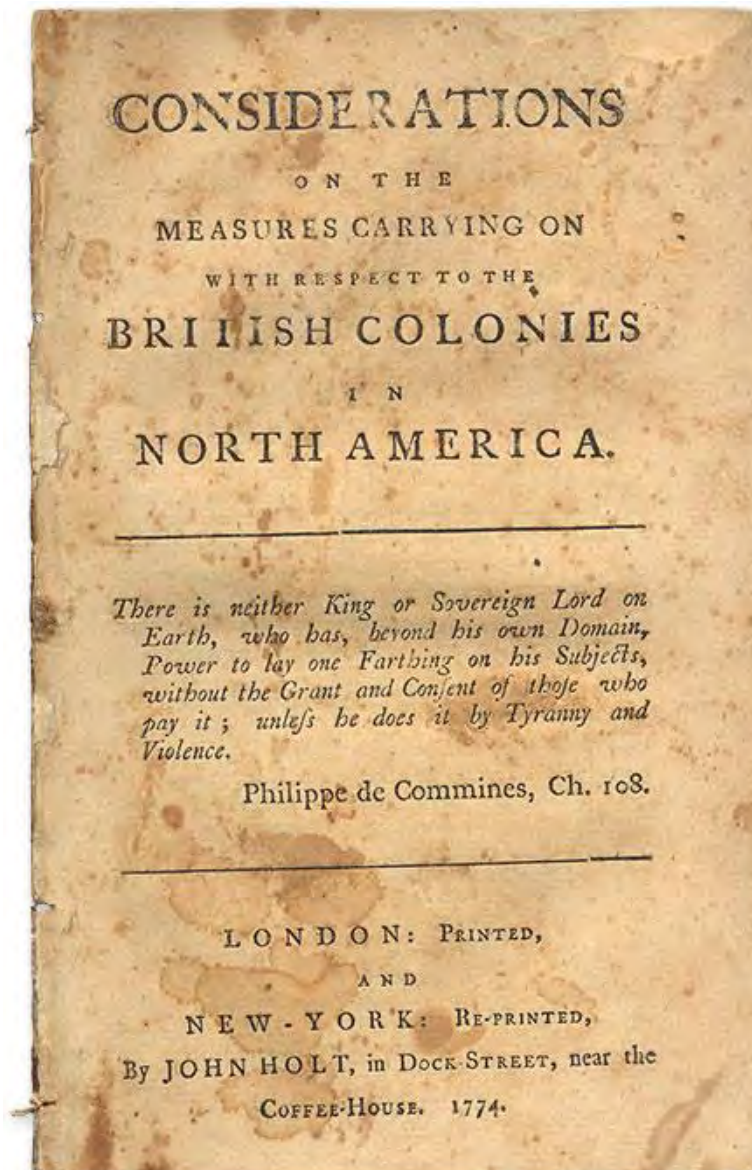 CONSIDERATIONS
ON THE
MEASURES CARRYING ON
WITH RESPECT TO THE
BRITISH COLONIES
IN
NORTH AMERICA.
There is neither King or Sovereign Lord on
Earth, who has, beyond his own Domain,
Power to lay one Farthing on his Subjects,
without the Grant and Conſent of thoſe who
pay it; unleſs he does it by Tyranny and
Violence.
Philippe de Commines, Ch. 108.
LONDON: PRINTED,
AND
NEW-YORK: RE-PRINTED,
By JOHN HOLT, in DOCK-STREET, near the
COFFEE-HOUSE. 1774.